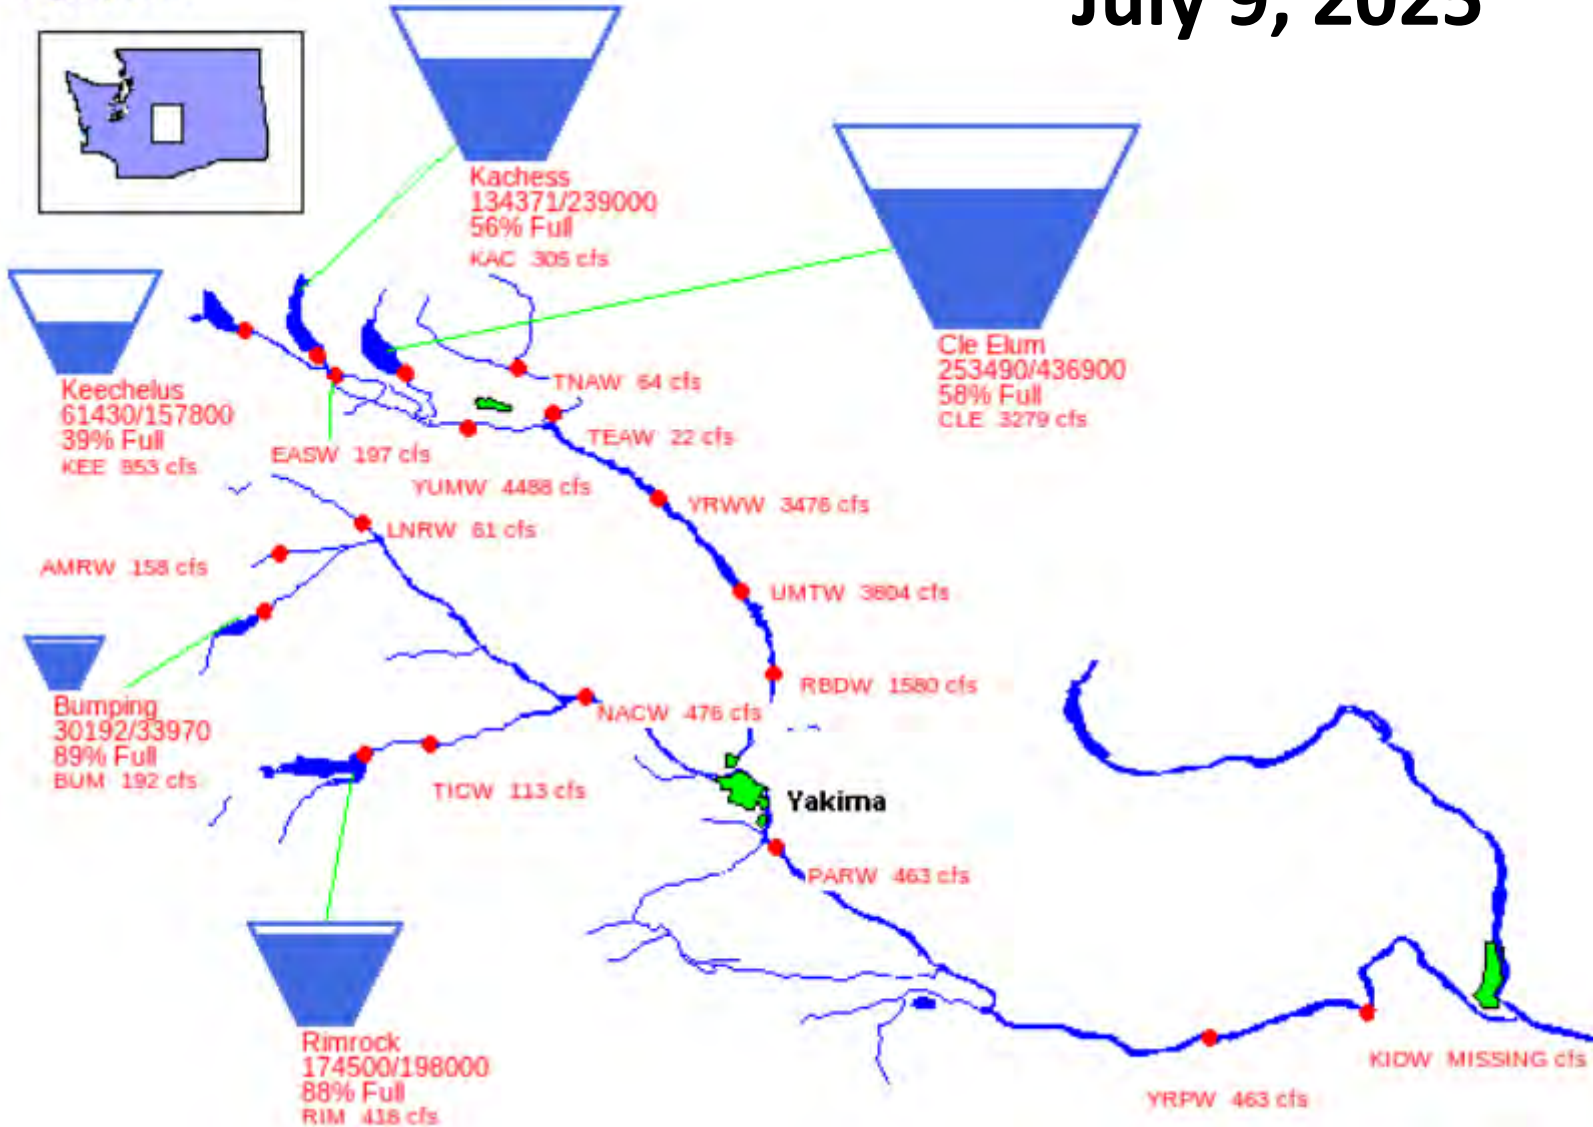 July 9, 2025
Kachess
134371/239000
56% Full
KAC 305 cfs
Cle Elum
253490/436900
58% Full
CLE 3279 cfs
Keechelus
61430/157800
39% Full
KEE 953 cfs
TNAW 64 cfs
TEAW 22 cfs
EASW 197 cfs
YUMW 4488 cfs
YRWW 3476 cfs
LNRW 61 cfs
AMRW 158 cfs
UMTW 3804 cfs
Bumping
30192/33970
89% Full
BUM 192 cfs
RBDW 1580 cfs
NACW 476 cfs
TICW 113 cfs
Yakima
PARW 463 cfs
Rimrock
174500/198000
88% Full
RIM 418 cfs
KIOW MISSING cfs
YRPW 463 cfs